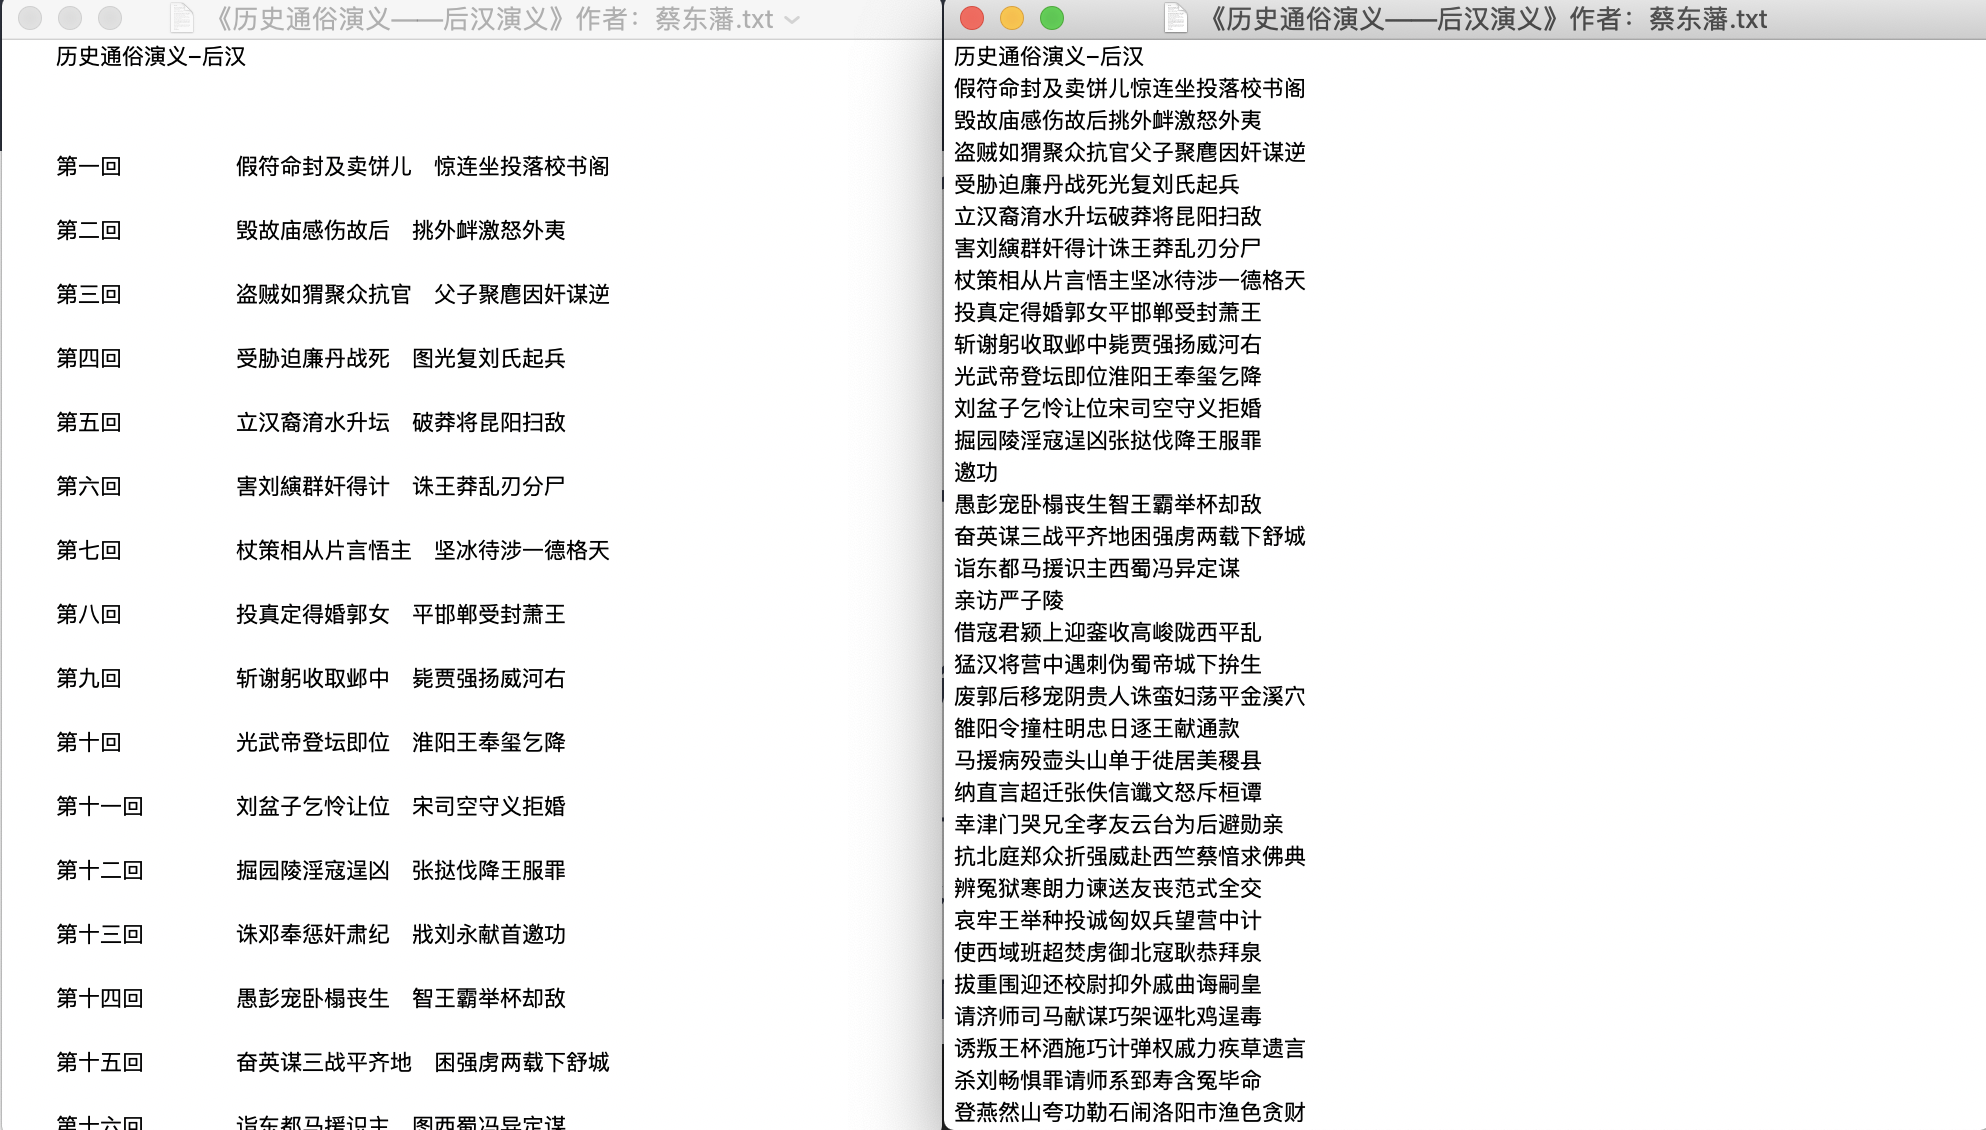 《历史通俗演义——后汉演义》作者：蔡东藩.txt
历史通俗演义-后汉
第一回 假符命封及卖饼儿 惊连坐投落校书阁
第二回 毁故庙感伤故后 挑外衅激怒外夷
第三回 盗贼如猬聚众抗官 父子聚麀因奸谋逆
第四回 受胁迫廉丹战死 图光复刘氏起兵
第五回 立汉裔淯水升坛 破莽将昆阳扫敌
第六回 害刘縯群奸得计 诛王莽乱刃分尸
第七回 杖策相从片言悟主 坚冰待涉一德格天
第八回 投真定得婚郭女 平邯郸受封萧王
第九回 斩谢躬收取邺中 毙贾强扬威河右
第十回 光武帝登坛即位 淮阳王奉玺乞降
第十一回 刘盆子乞怜让位 宋司空守义拒婚
第十二回 掘园陵淫寇逞凶 张挞伐降王服罪
第十三回 诛邓奉惩奸肃纪 戕刘永献首邀功
第十四回 愚彭宠卧榻丧生 智王霸举杯却敌
第十五回 奋英谋三战平齐地 困强虏两载下舒城
第十六回 诣东都马援识主 图西蜀冯异定谋
《历史通俗演义——后汉演义》作者：蔡东藩.txt
历史通俗演义-后汉
假符命封及卖饼儿惊连坐投落校书阁
毁故庙感伤故后挑外衅激怒外夷
盗贼如猬聚众抗官父子聚麀因奸谋逆
受胁迫廉丹战死光复刘氏起兵
立汉裔淯水升坛破莽将昆阳扫敌
害刘縯群奸得计诛王莽乱刃分尸
杖策相从片言悟主坚冰待涉一德格天
投真定得婚郭女平邯郸受封萧王
斩谢躬收取邺中毙贾强扬威河右
光武帝登坛即位淮阳王奉玺乞降
刘盆子乞怜让位宋司空守义拒婚
掘园陵淫寇逞凶张挞伐降王服罪
邀功
愚彭宠卧榻丧生智王霸举杯却敌
奋英谋三战平齐地困强虏两载下舒城
诣东都马援识主西蜀冯异定谋
亲访严子陵
借寇君颍上迎銮收高峻陇西平乱
猛汉将营中遇刺伪蜀帝城下拚生
废郭后移宠阴贵人诛蛮妇荡平金溪穴
雒阳令撞柱明忠日逐王献通款
马援病殁壶头山单于徙居美稷县
纳直言超迁张佚信谶文怒斥桓谭
幸津门哭兄全孝友云台为后避勋亲
抗北庭郑众折强威赴西竺蔡愔求佛典
辨冤狱寒朗力谏送友丧范式全交
哀牢王举种投诚匈奴兵望营中计
使西域班超焚虏御北寇耿恭拜泉
拔重围迎还校尉抑外戚曲诲嗣皇
请济师司马献谋巧架诬牝鸡逞毒
诱叛王杯酒施巧计弹权戚力疾草遗言
杀刘畅惧罪请师系郅寿含冤毕命
登燕然山夸功勒石闹洛阳市渔色贪财